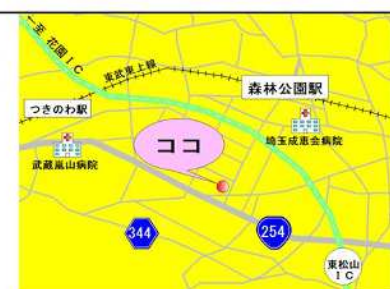 ←至 花園IC
東武東上線
森林公園駅
つきのわ駅
埼玉成恵会病院
ココ
武蔵嵐山病院
344
254
東松山
IC